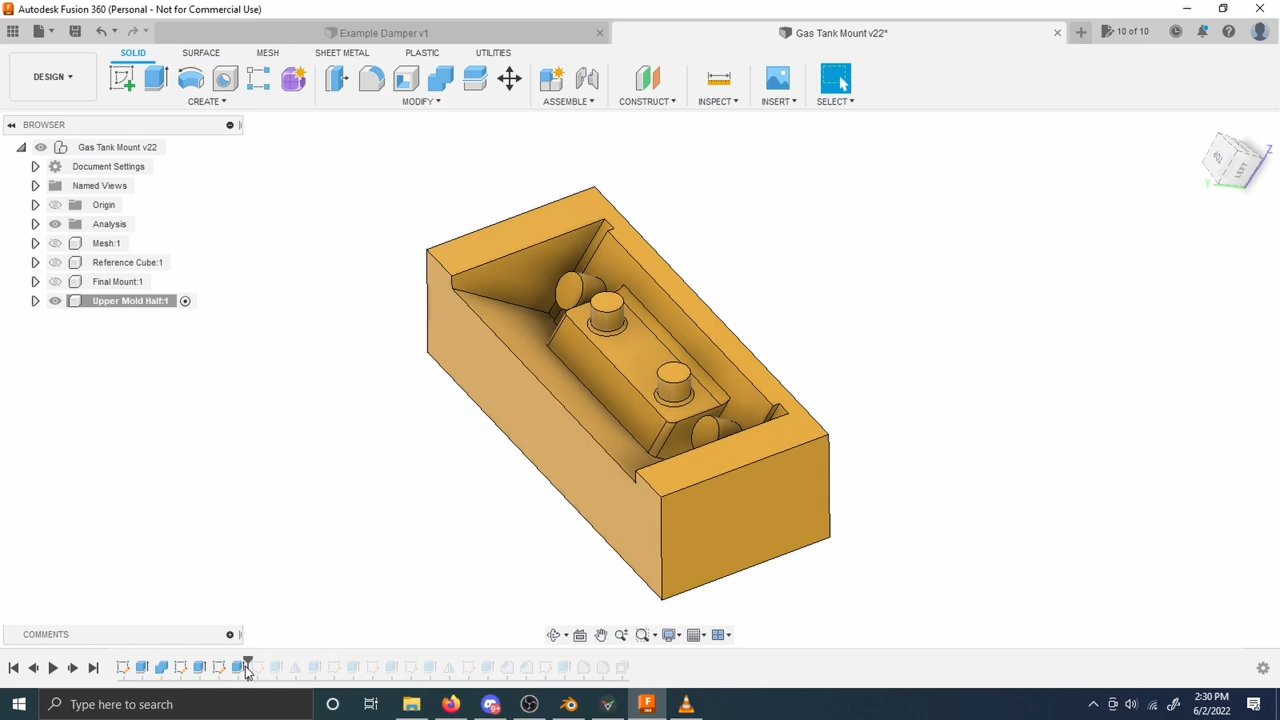 Autodesk Fusion 360 (Personal - Not for Commercial Use)
Example Damper v1
Gas Tank Mount v22*
10 of 10
DESIGN
SOLID SURFACE MESH SHEET METAL PLASTIC UTILITIES
CREATE MODIFY ASSEMBLE CONSTRUCT INSPECT INSERT SELECT
BROWSER
Gas Tank Mount v22
Document Settings
Named Views
Origin
Analysis
Mesh:1
Reference Cube:1
Final Mount:1
Upper Mold Half:1
LEFT
Z
Y
COMMENTS
Type here to search
2:30 PM
6/2/2022